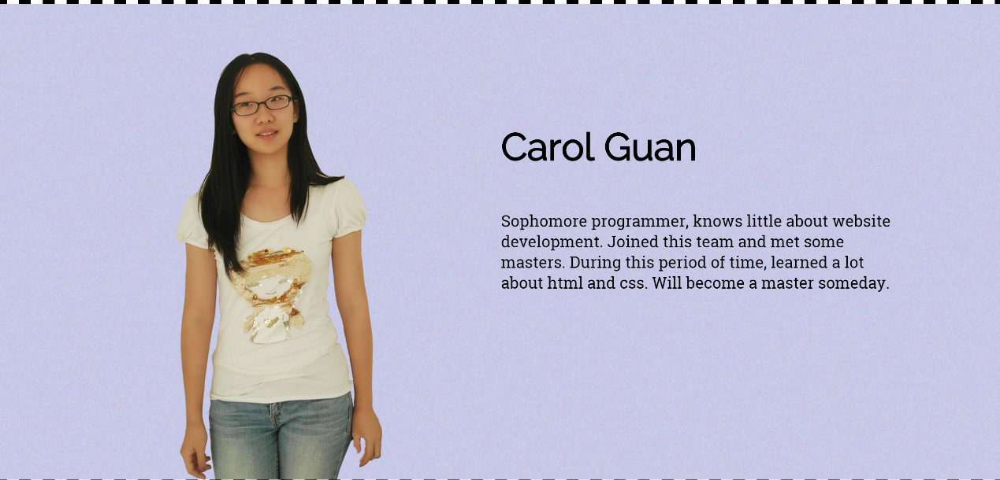 Carol Guan
Sophomore programmer, knows little about website
development. Joined this team and met some
masters. During this period of time, learned a lot
about html and css. Will become a master someday.